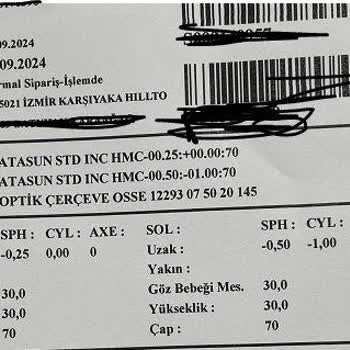 .09.2024
.09.2024
rmal Sipariş-İşlemde
5021 İZMİR KARŞIYAKA HILLTO
ATASUN STD INC HMC-00.25:+00.00:70
ATASUN STD INC HMC-00.50:-01.00:70
OPTİK ÇERÇEVE OSSE 12293 07 50 20 145
SPH : CYL : AXE : SOL : SPH : CYL :
-0,25 0,00 0 Uzak : -0,50 -1,00
Yakın :
30,0 Göz Bebeği Mes. 30,0
30,0 Yükseklik : 30,0
70 Çap : 70